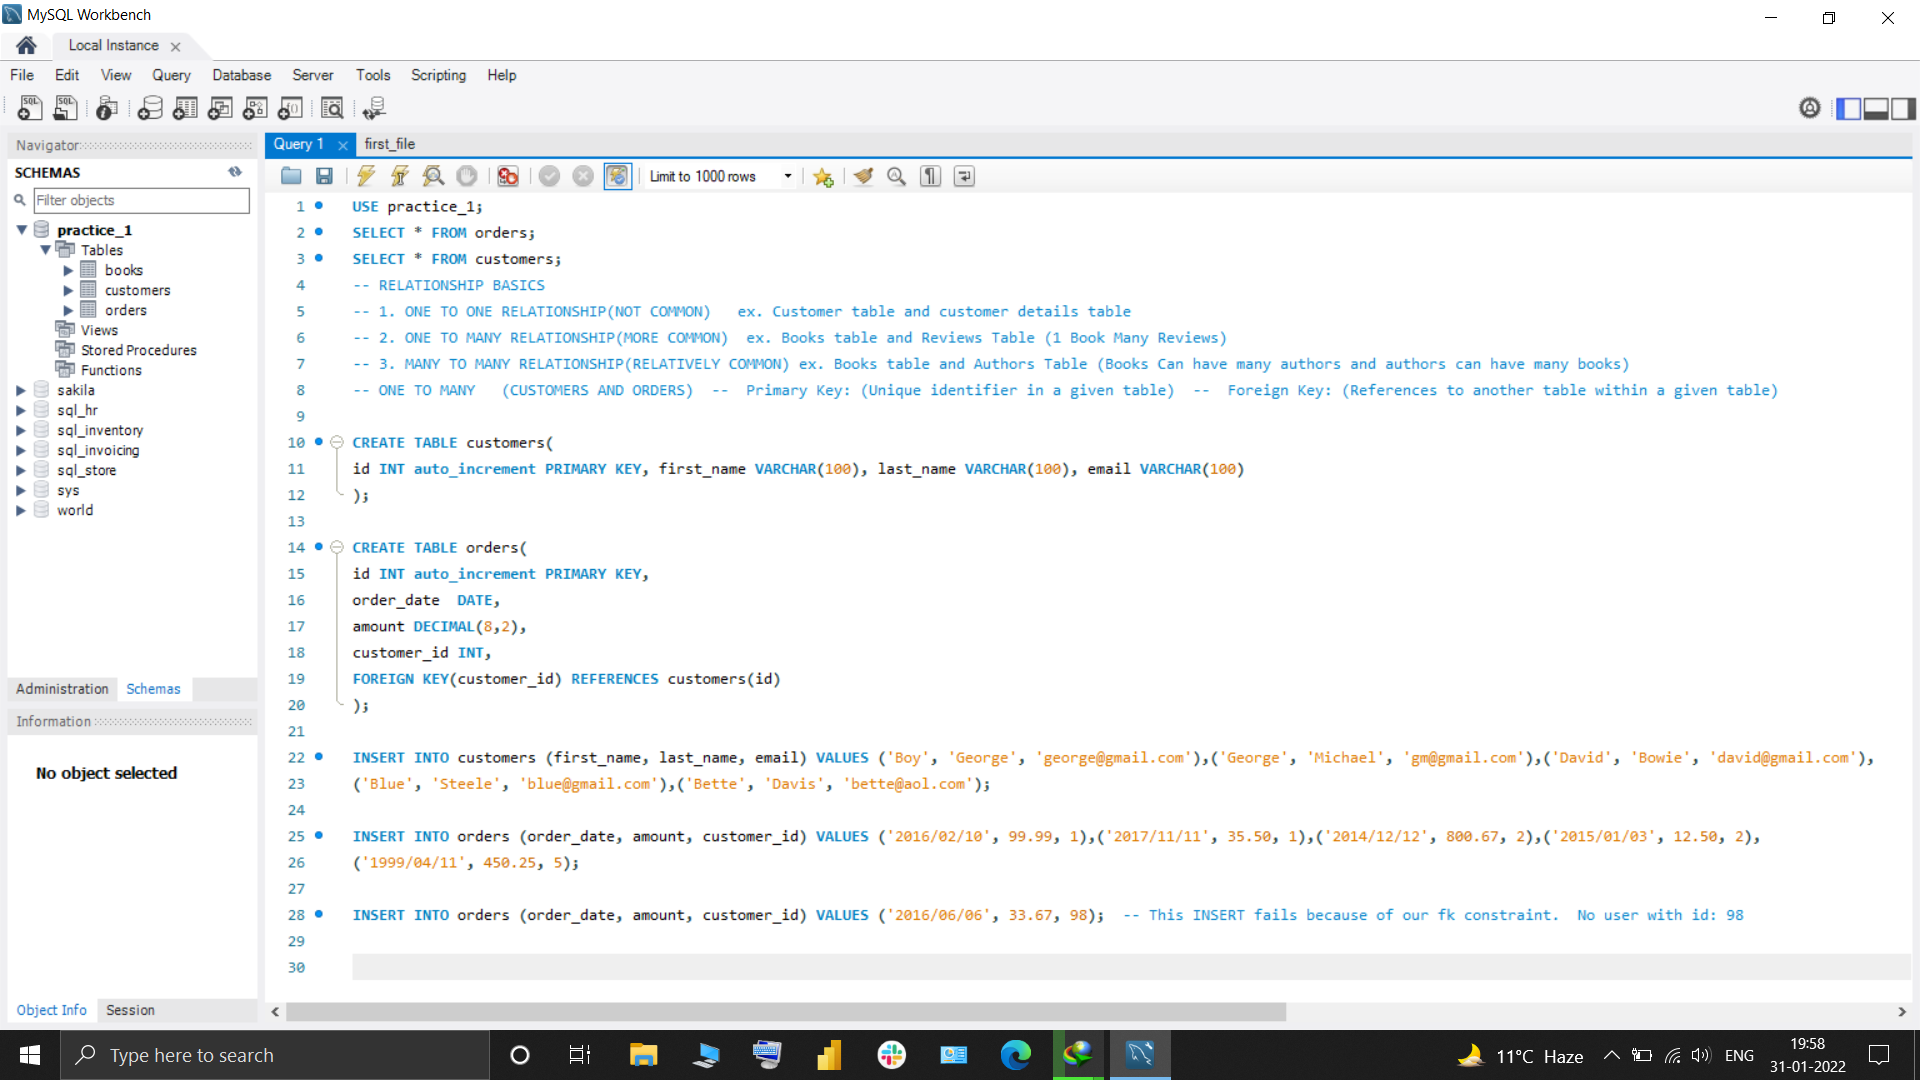 MySQL Workbench
Local Instance
File Edit View Query Database Server Tools Scripting Help
Navigator
SCHEMAS
Filter objects
practice_1
Tables
books
customers
orders
Views
Stored Procedures
Functions
sakila
sql_hr
sql_inventory
sql_invoicing
sql_store
sys
world
Administration Schemas
Information
No object selected
Object Info Session
Query 1 first_file
Limit to 1000 rows
1 USE practice_1;
2 SELECT * FROM orders;
3 SELECT * FROM customers;
4 -- RELATIONSHIP BASICS
5 -- 1. ONE TO ONE RELATIONSHIP(NOT COMMON)   ex. Customer table and customer details table
6 -- 2. ONE TO MANY RELATIONSHIP(MORE COMMON)  ex. Books table and Reviews Table (1 Book Many Reviews)
7 -- 3. MANY TO MANY RELATIONSHIP(RELATIVELY COMMON) ex. Books table and Authors Table (Books Can have many authors and authors can have many books)
8 -- ONE TO MANY   (CUSTOMERS AND ORDERS)  --  Primary Key: (Unique identifier in a given table)  --  Foreign Key: (References to another table within a given table)
9
10 CREATE TABLE customers(
11 id INT auto_increment PRIMARY KEY, first_name VARCHAR(100), last_name VARCHAR(100), email VARCHAR(100)
12 );
13
14 CREATE TABLE orders(
15 id INT auto_increment PRIMARY KEY,
16 order_date  DATE,
17 amount DECIMAL(8,2),
18 customer_id INT,
19 FOREIGN KEY(customer_id) REFERENCES customers(id)
20 );
21
22 INSERT INTO customers (first_name, last_name, email) VALUES ('Boy', 'George', 'george@gmail.com'),('George', 'Michael', 'gm@gmail.com'),('David', 'Bowie', 'david@gmail.com'),
23 ('Blue', 'Steele', 'blue@gmail.com'),('Bette', 'Davis', 'bette@aol.com');
24
25 INSERT INTO orders (order_date, amount, customer_id) VALUES ('2016/02/10', 99.99, 1),('2017/11/11', 35.50, 1),('2014/12/12', 800.67, 2),('2015/01/03', 12.50, 2),
26 ('1999/04/11', 450.25, 5);
27
28 INSERT INTO orders (order_date, amount, customer_id) VALUES ('2016/06/06', 33.67, 98);  -- This INSERT fails because of our fk constraint.  No user with id: 98
29
30
Type here to search
11°C Haze
ENG
19:58
31-01-2022